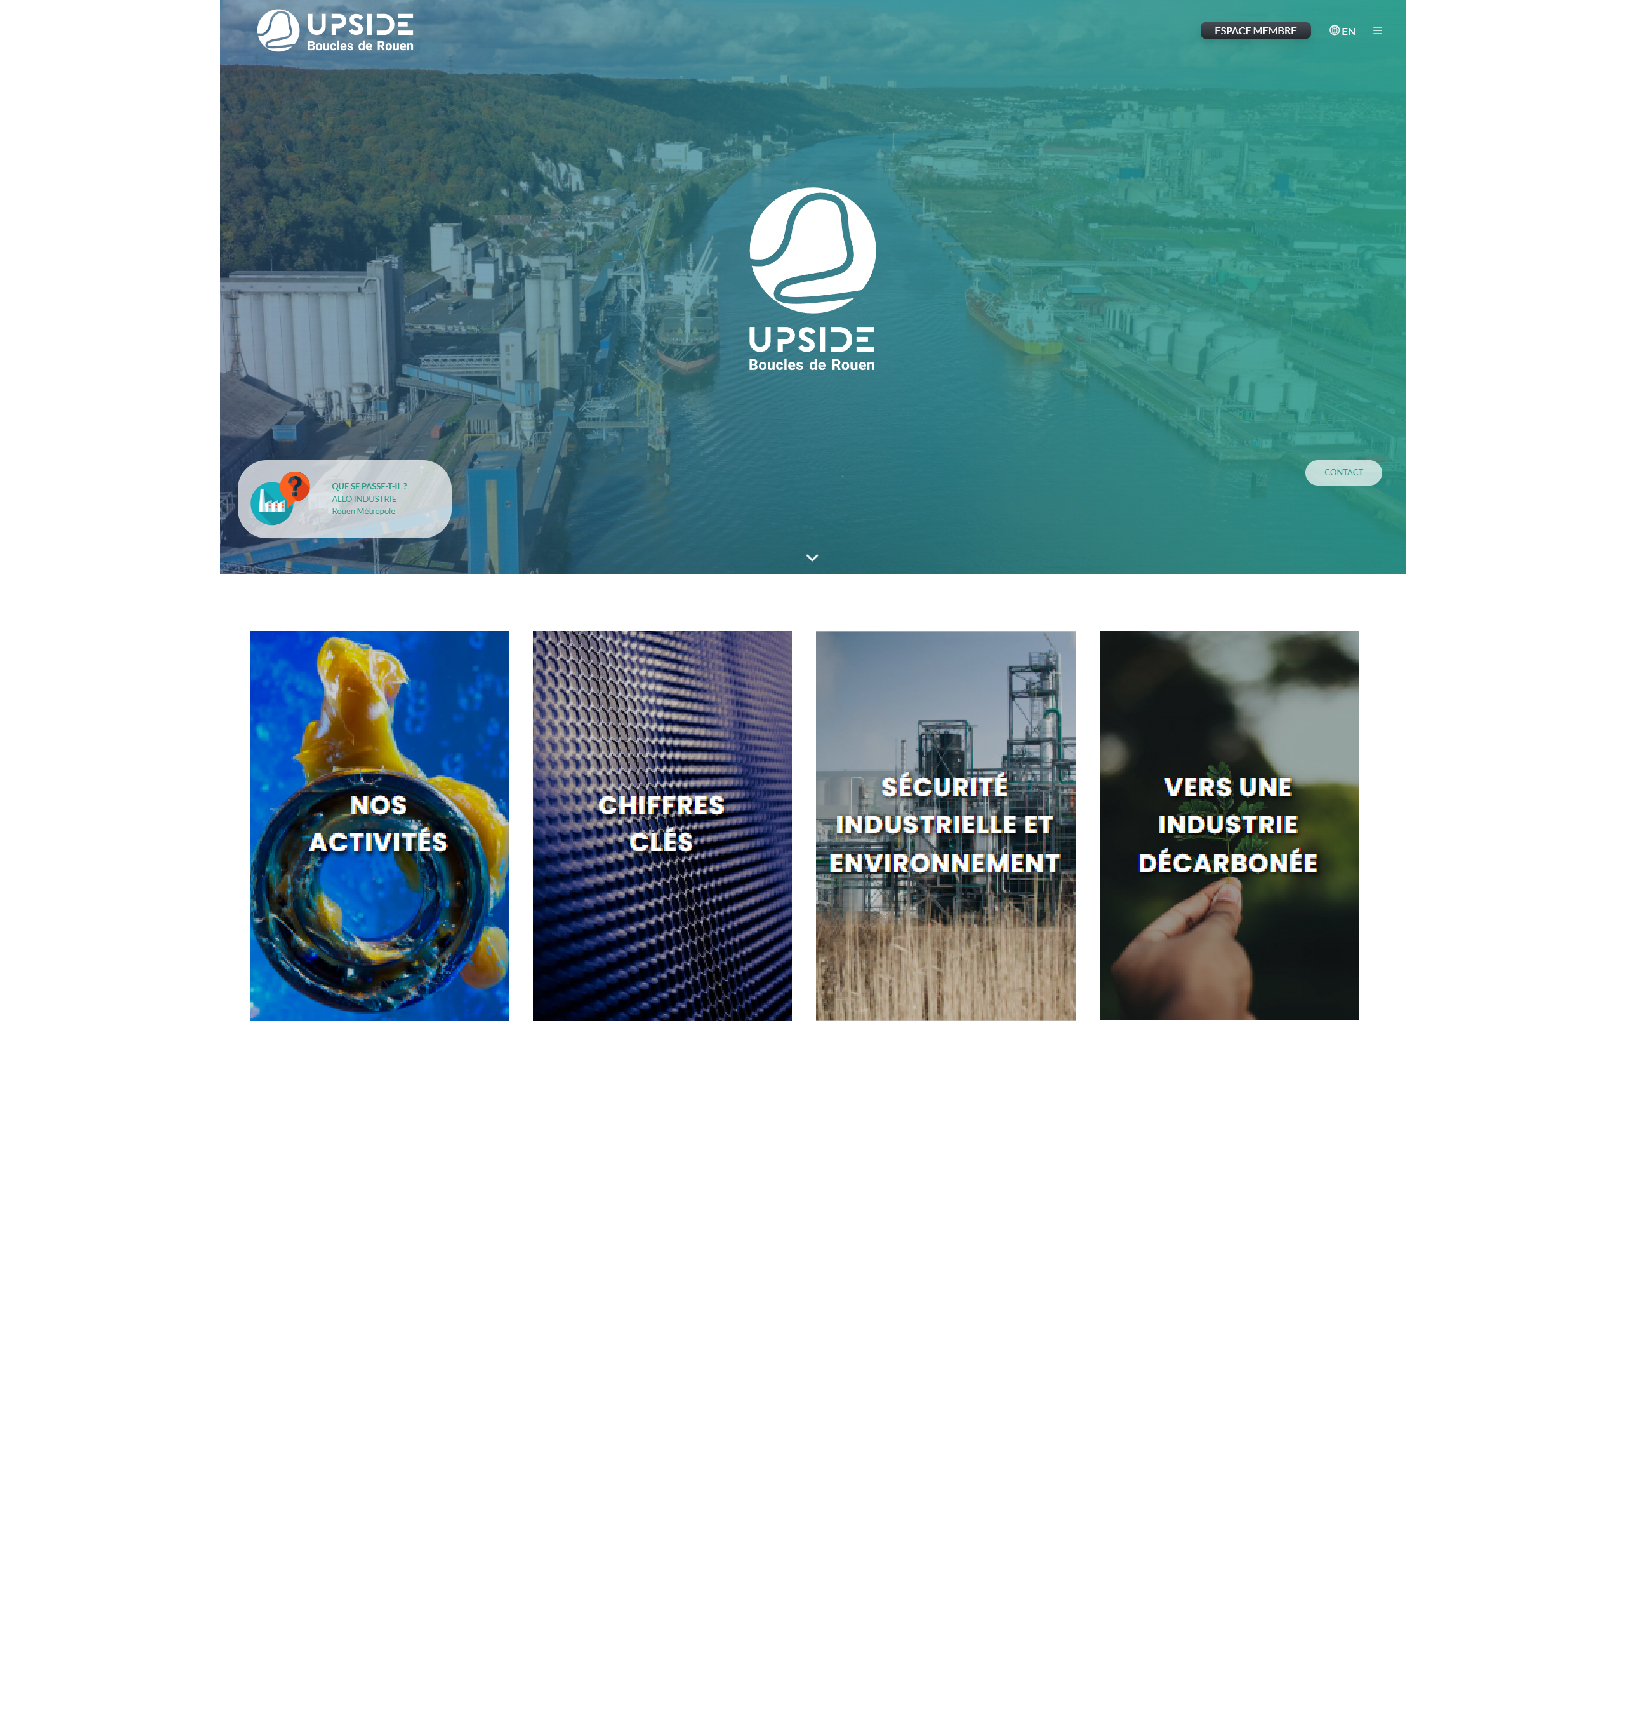 UPSIDE
Boucles de Rouen
ESPACE MEMBRE
EN
UPSIDE
Boucles de Rouen
QUE SE PASSE-T-IL ?
ALLO INDUSTRIE
Rouen Métropole
CONTACT
NOS
ACTIVITÉS
CHIFFRES
CLÉS
SÉCURITÉ
INDUSTRIELLE ET
ENVIRONNEMENT
VERS UNE
INDUSTRIE
DÉCARBONÉE